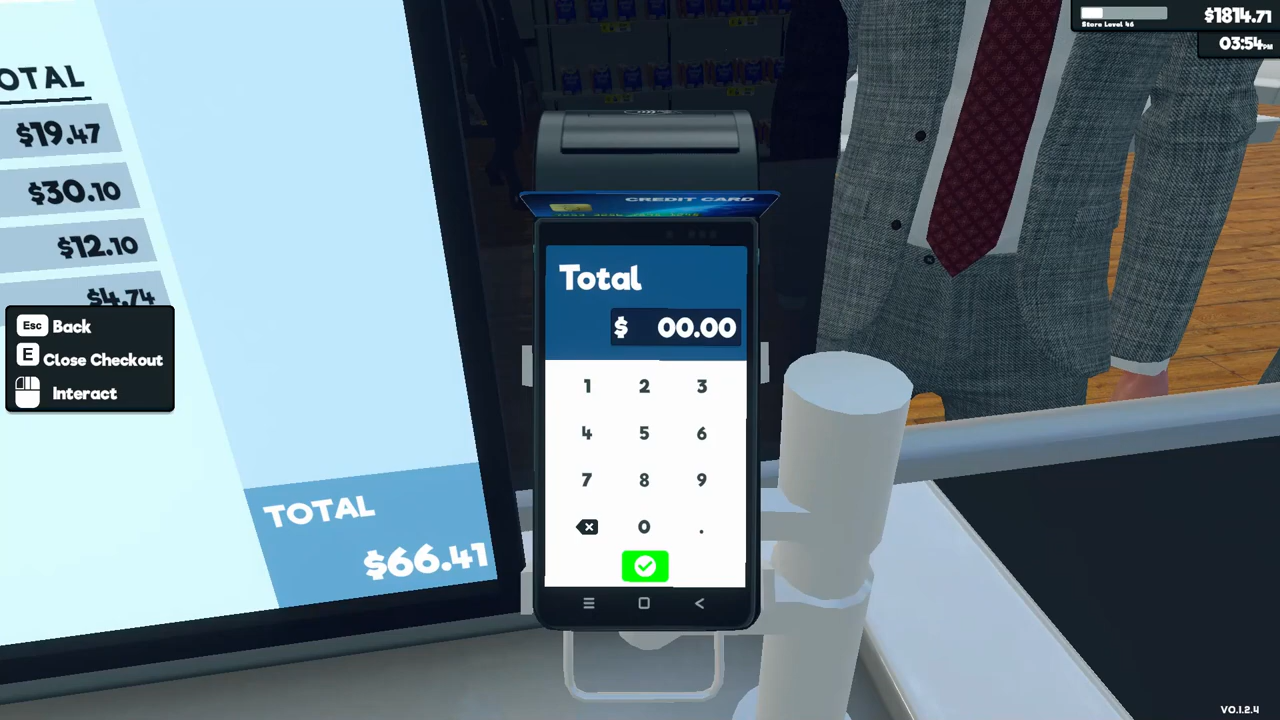 OTAL
$19.47
$30.10
$12.10
$4.74
Esc Back
E Close Checkout
Interact
TOTAL
$66.41
CREDIT CARD
Total
$ 00.00
1 2 3
4 5 6
7 8 9
0 .
Store Level 46
$1814.71
03:54PM
V0.1.2.4